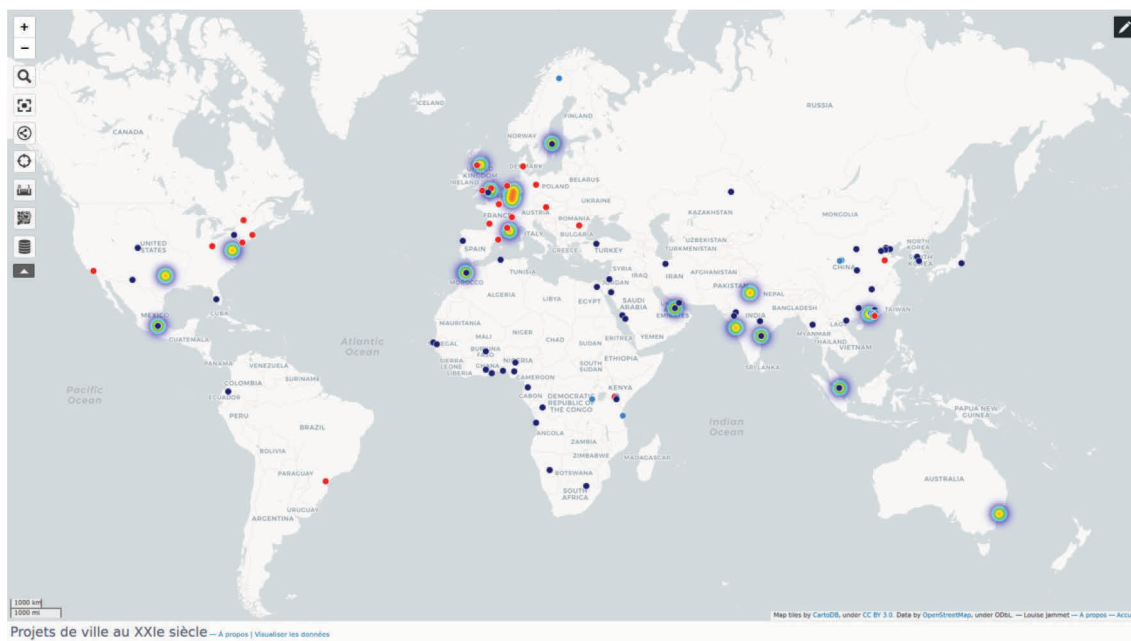 +
−
ICELAND
RUSSIA
FINLAND
NORWAY
CANADA
KINGDOM
IRELAND
POLAND
BELARUS
UKRAINE
KAZAKHSTAN
MONGOLIA
AUSTRIA
ROMANIA
BULGARIA
ITALY
UNITED
STATES
SPAIN
GREECE
TURKEY
UZBEKISTAN
TURKMENISTAN
NORTH
KOREA
CHINA
TUNISIA
SYRIA
IRAQ
IRAN
AFGHANISTAN
MOROCCO
JORDAN
PAKISTAN
NEPAL
ALGERIA
LIBYA
EGYPT
SAUDI
ARABIA
EMIRATES
BANGLADESH
TAIWAN
MEXICO
CUBA
INDIA
MYANMAR
LAOS
MAURITANIA
MALI
NIGER
CHAD
SUDAN
ERITREA
YEMEN
THAILAND
VIETNAM
GUATEMALA
Atlantic
Ocean
BURKINA
FASO
SIERRA
LEONE
GHANA
NIGERIA
SOUTH
SUDAN
ETHIOPIA
LIBERIA
CAMEROON
SRI LANKA
PANAMA
VENEZUELA
COLOMBIA
SURINAME
Pacific
Ocean
GABON
DEMOCRATIC
REPUBLIC OF
THE CONGO
KENYA
ECUADOR
PERU
BRAZIL
Indian
Ocean
PAPUA NEW
GUINEA
ANGOLA
ZAMBIA
BOLIVIA
ZIMBABWE
MADAGASCAR
PARAGUAY
BOTSWANA
AUSTRALIA
SOUTH
AFRICA
URUGUAY
ARGENTINA
1000 km
1000 mi
Map tiles by CartoDB, under CC BY 3.0. Data by OpenStreetMap, under ODbL. — Louise Jammet — À propos — Accu
Projets de ville au XXIe siècle — À propos | Visualiser les données